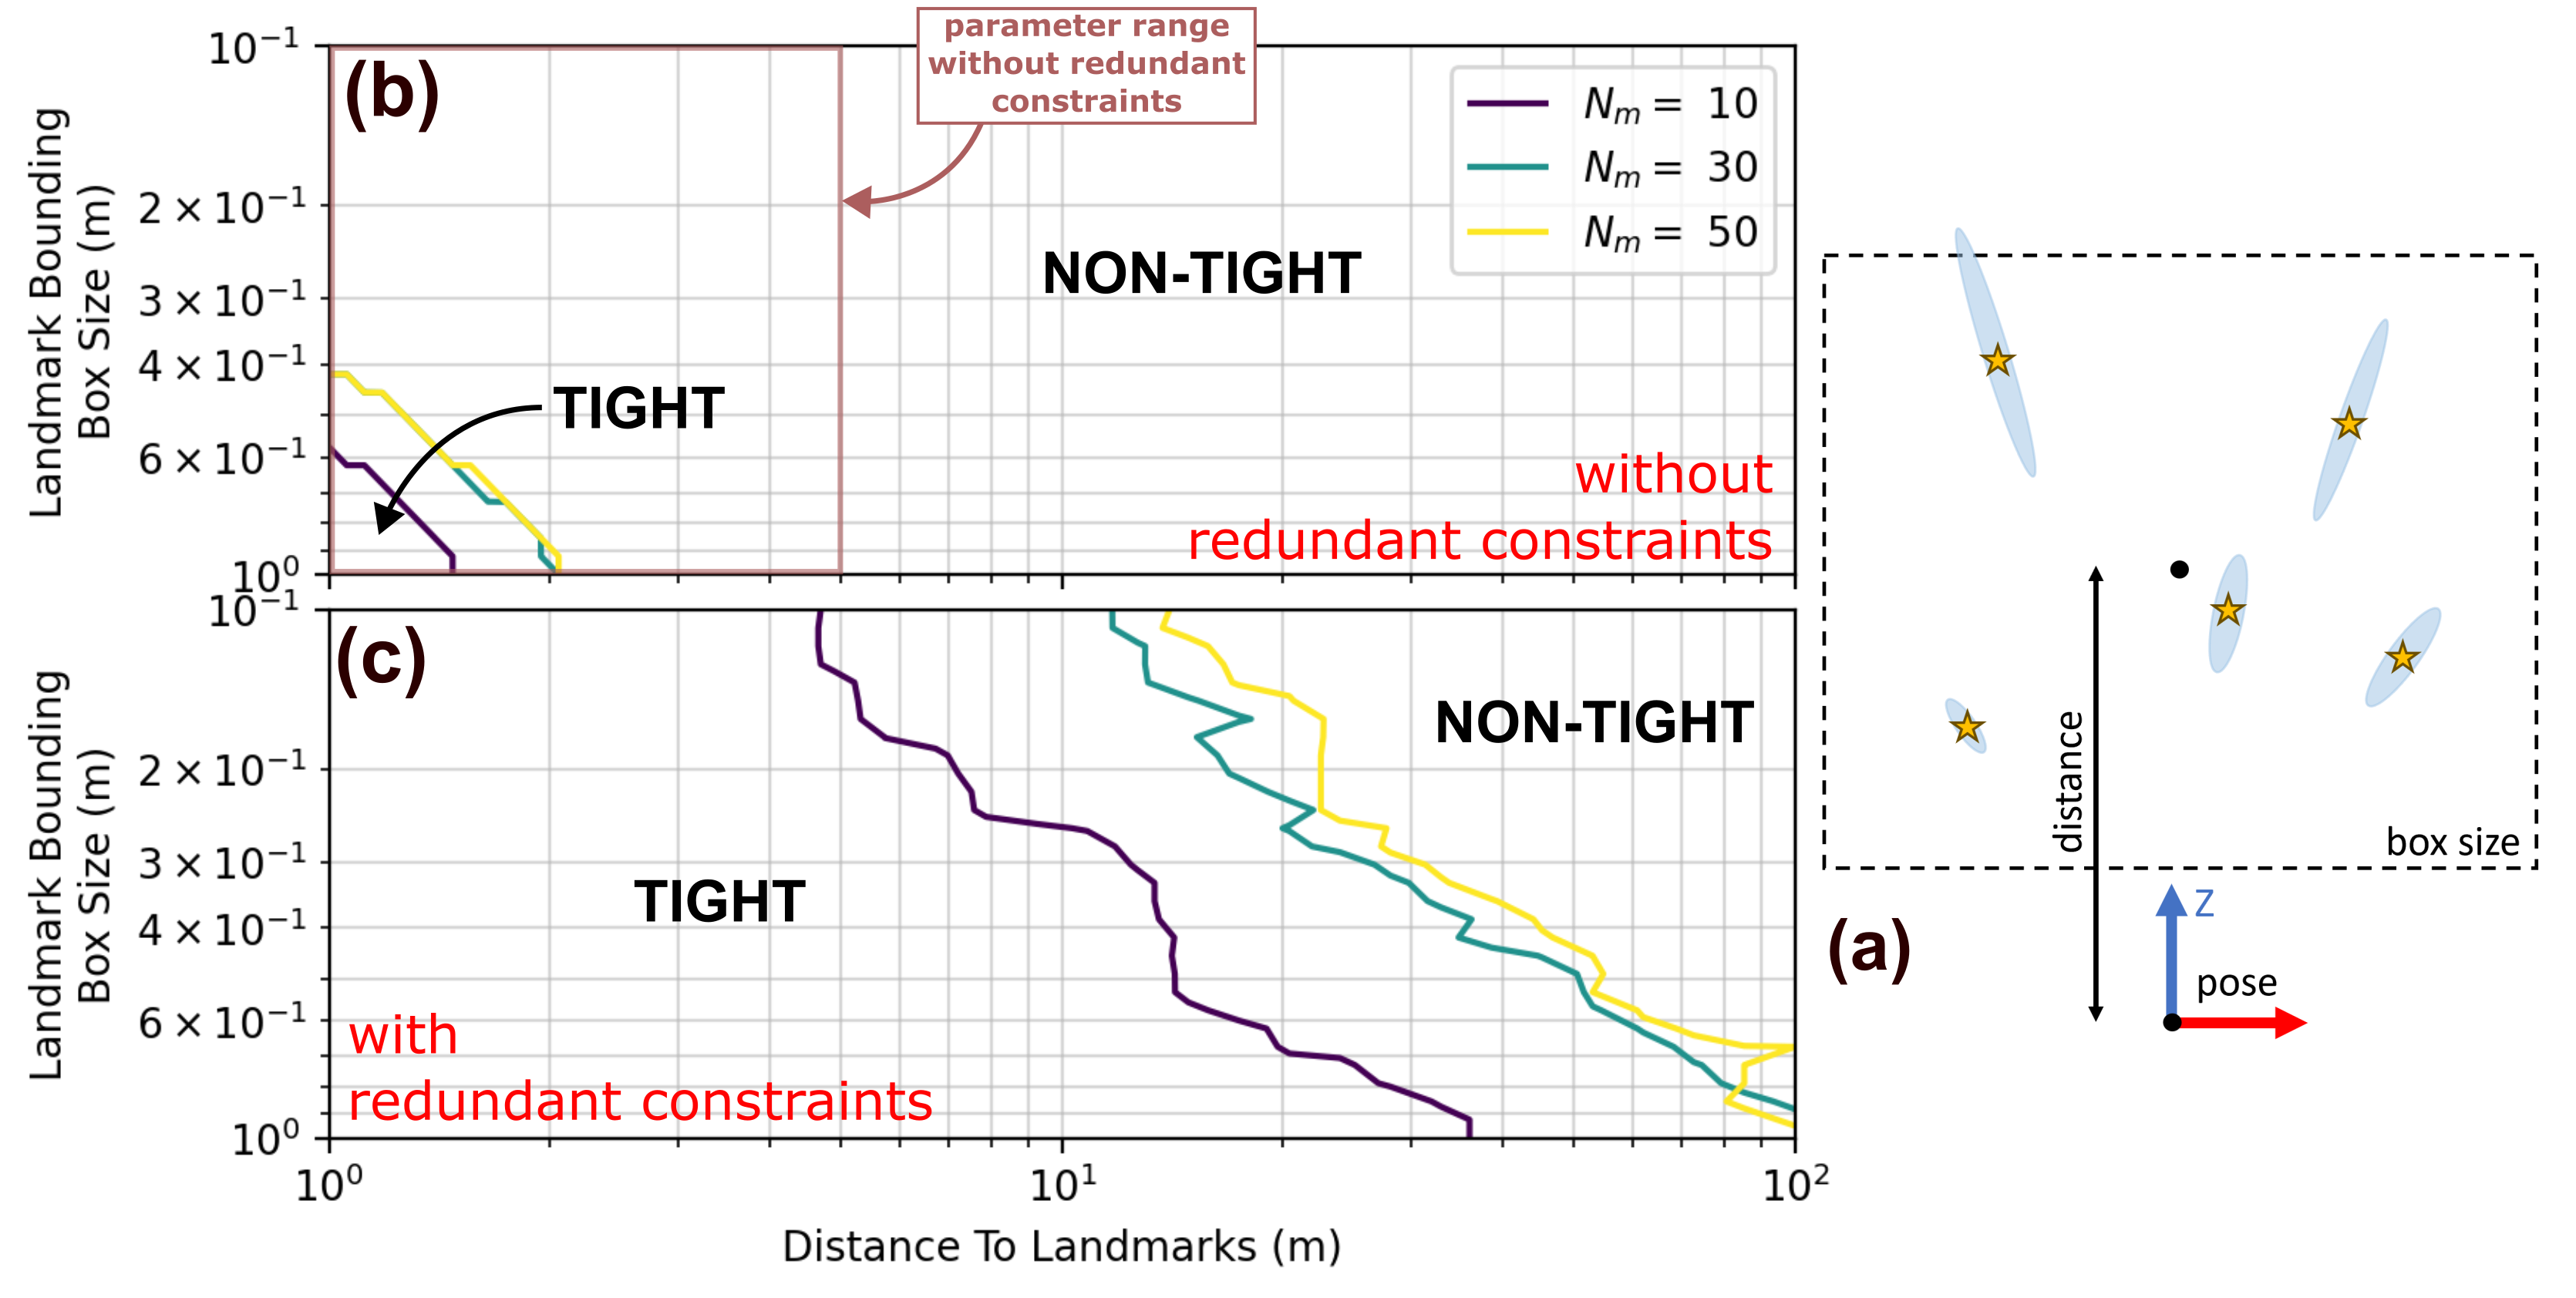 parameter range
without redundant
constraints
(b)
Landmark Bounding
Box Size (m)
10⁻¹
2 × 10⁻¹
3 × 10⁻¹
4 × 10⁻¹
6 × 10⁻¹
10⁰
Nₘ = 10
Nₘ = 30
Nₘ = 50
NON-TIGHT
TIGHT
without
redundant constraints
(c)
Landmark Bounding
Box Size (m)
10⁻¹
2 × 10⁻¹
3 × 10⁻¹
4 × 10⁻¹
6 × 10⁻¹
10⁰
NON-TIGHT
TIGHT
with
redundant constraints
10⁰
10¹
10²
Distance To Landmarks (m)
distance
box size
(a)
Z
pose